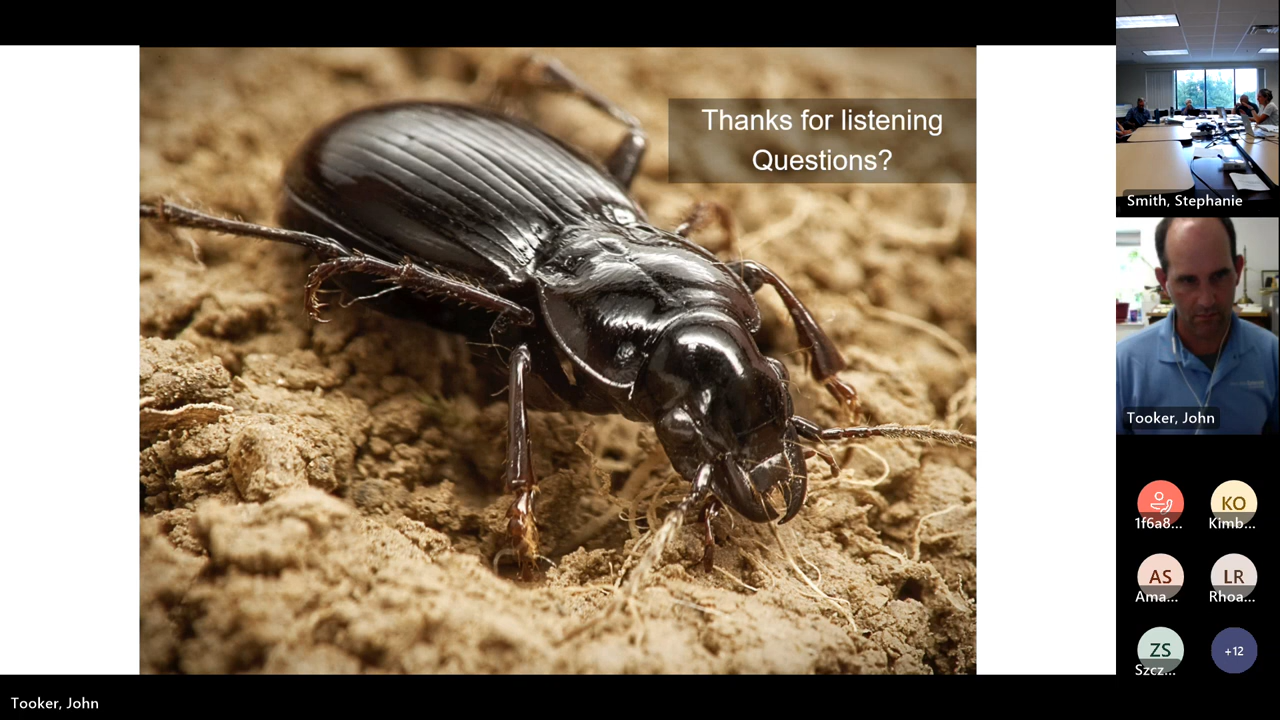 Thanks for listening
Questions?
Smith, Stephanie
Tooker, John
1f6a8...
KO
Kimb...
AS
Ama...
LR
Rhoa...
ZS
Szcz...
+12
Tooker, John